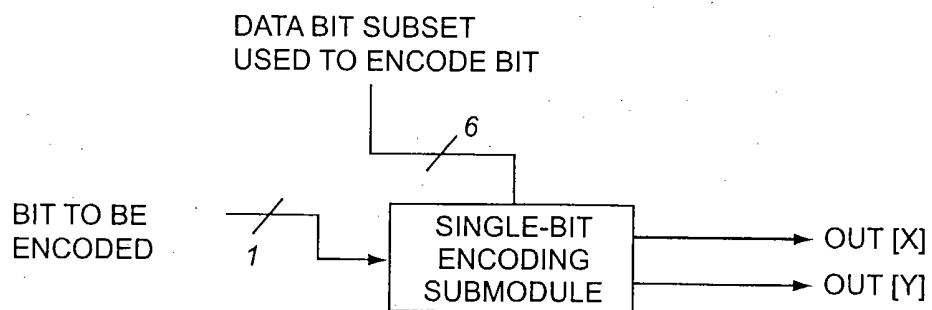 DATA BIT SUBSET
USED TO ENCODE BIT
6
BIT TO BE
ENCODED
1
SINGLE-BIT
ENCODING
SUBMODULE
OUT [X]
OUT [Y]